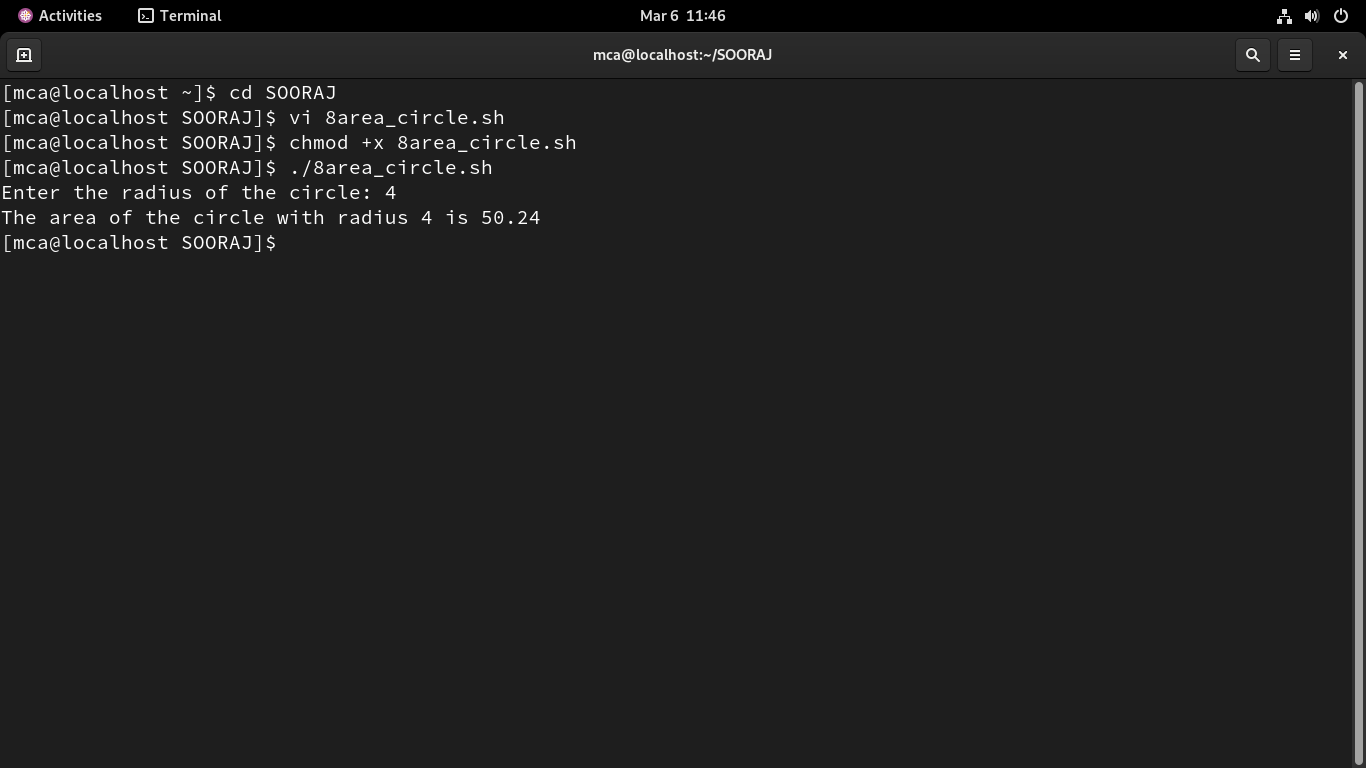 Activities Terminal Mar 6 11:46
mca@localhost:~/SOORAJ
[mca@localhost ~]$ cd SOORAJ
[mca@localhost SOORAJ]$ vi 8area_circle.sh
[mca@localhost SOORAJ]$ chmod +x 8area_circle.sh
[mca@localhost SOORAJ]$ ./8area_circle.sh
Enter the radius of the circle: 4
The area of the circle with radius 4 is 50.24
[mca@localhost SOORAJ]$